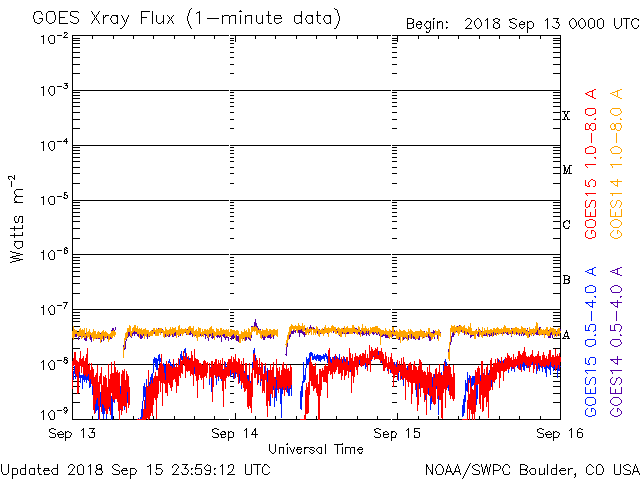 GOES Xray Flux (1-minute data)
Begin: 2018 Sep 13 0000 UTC
Watts m⁻²
10⁻²
10⁻³
10⁻⁴
10⁻⁵
10⁻⁶
10⁻⁷
10⁻⁸
10⁻⁹
X
M
C
B
A
GOES15 1.0-8.0 A
GOES14 1.0-8.0 A
GOES15 0.5-4.0 A
GOES14 0.5-4.0 A
Sep 13
Sep 14
Sep 15
Sep 16
Universal Time
Updated 2018 Sep 15 23:59:12 UTC
NOAA/SWPC Boulder, CO USA